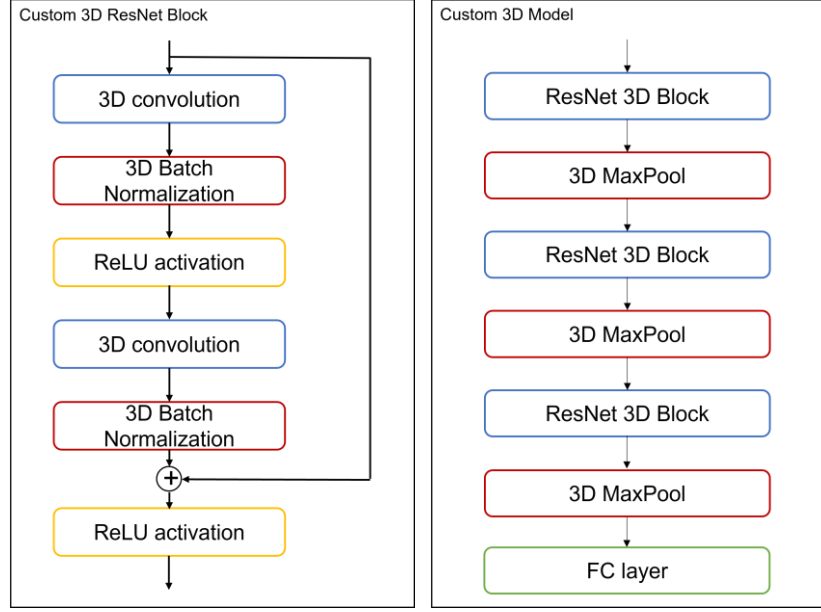 Custom 3D ResNet Block
3D convolution
3D Batch
Normalization
ReLU activation
3D convolution
3D Batch
Normalization
+
ReLU activation
Custom 3D Model
ResNet 3D Block
3D MaxPool
ResNet 3D Block
3D MaxPool
ResNet 3D Block
3D MaxPool
FC layer